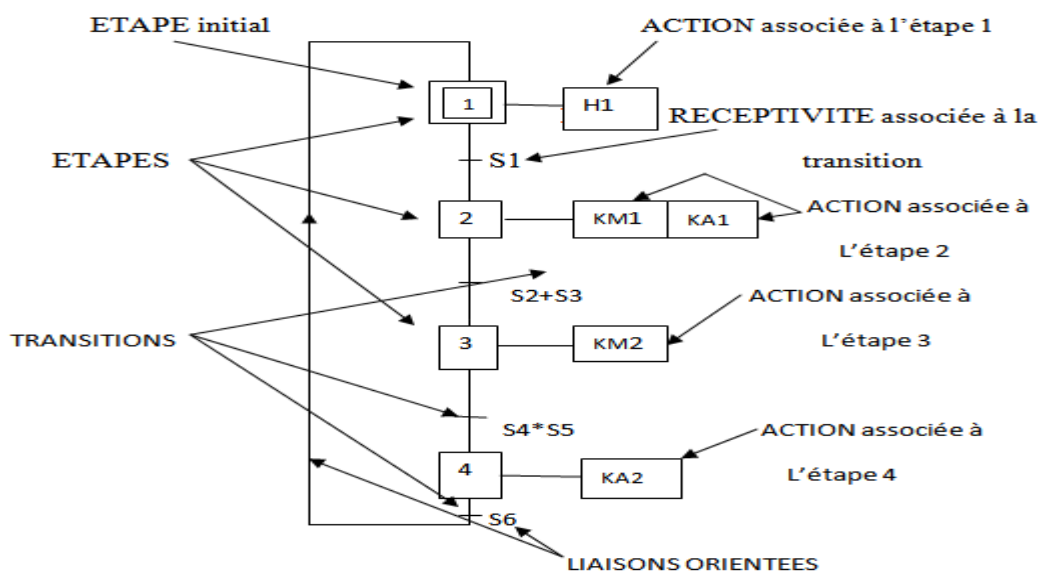 ETAPE initial
ACTION associée à l'étape 1
1
H1
RECEPTIVITE associée à la
transition
S1
ETAPES
2
KM1
KA1
ACTION associée à
L'étape 2
S2+S3
ACTION associée à
L'étape 3
TRANSITIONS
3
KM2
S4*S5
ACTION associée à
L'étape 4
4
KA2
S6
LIAISONS ORIENTEES